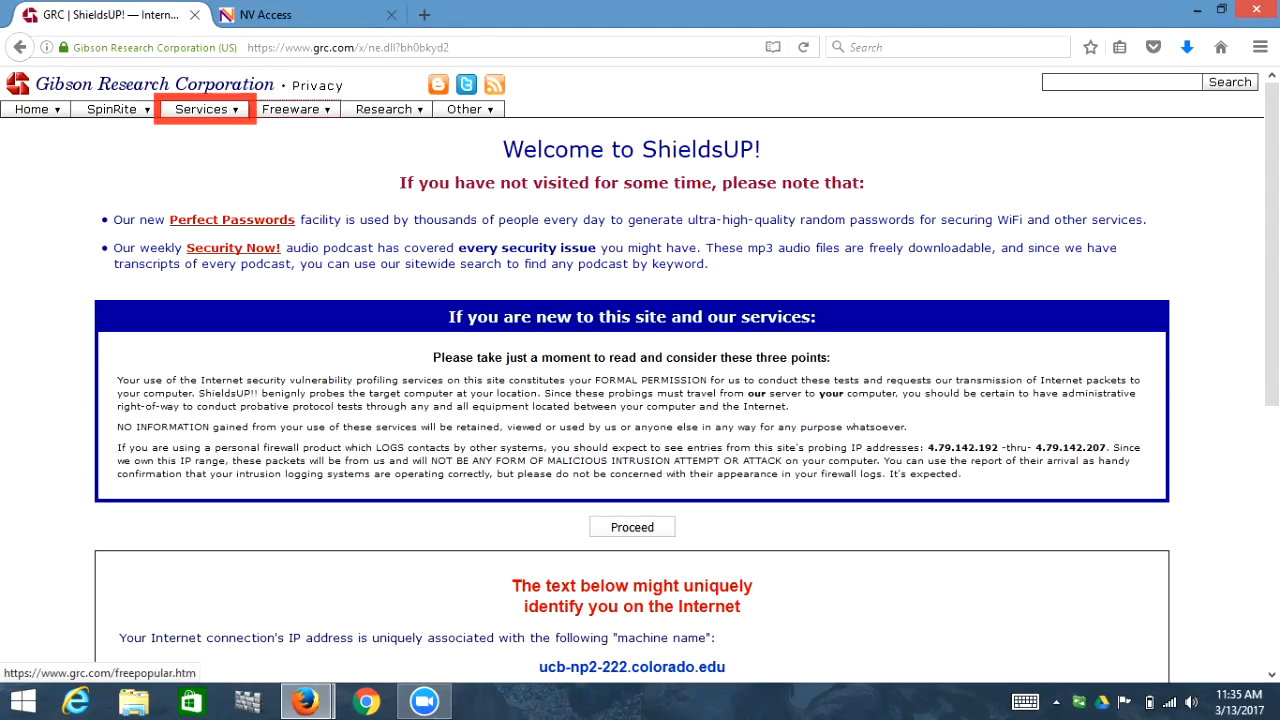 GRC | ShieldsUP! — Intern... NV Access
Gibson Research Corporation (US) https://www.grc.com/x/ne.dll?bh0bkyd2 Search
Gibson Research Corporation • Privacy Search
Home ▾ SpinRite ▾ Services ▾ Freeware ▾ Research ▾ Other ▾
Welcome to ShieldsUP!
If you have not visited for some time, please note that:
• Our new Perfect Passwords facility is used by thousands of people every day to generate ultra-high-quality random passwords for securing WiFi and other services.
• Our weekly Security Now! audio podcast has covered every security issue you might have. These mp3 audio files are freely downloadable, and since we have
transcripts of every podcast, you can use our sitewide search to find any podcast by keyword.
If you are new to this site and our services:
Please take just a moment to read and consider these three points:
Your use of the Internet security vulnerability profiling services on this site constitutes your FORMAL PERMISSION for us to conduct these tests and requests our transmission of Internet packets to
your computer. ShieldsUP!! benignly probes the target computer at your location. Since these probings must travel from our server to your computer, you should be certain to have administrative
right-of-way to conduct probative protocol tests through any and all equipment located between your computer and the Internet.
NO INFORMATION gained from your use of these services will be retained, viewed or used by us or anyone else in any way for any purpose whatsoever.
If you are using a personal firewall product which LOGS contacts by other systems, you should expect to see entries from this site's probing IP addresses: 4.79.142.192 -thru- 4.79.142.207. Since
we own this IP range, these packets will be from us and will NOT BE ANY FORM OF MALICIOUS INTRUSION ATTEMPT OR ATTACK on your computer. You can use the report of their arrival as handy
confirmation that your intrusion logging systems are operating correctly, but please do not be concerned with their appearance in your firewall logs. It's expected.
Proceed
The text below might uniquely
identify you on the Internet
Your Internet connection's IP address is uniquely associated with the following "machine name":
ucb-np2-222.colorado.edu
https://www.grc.com/freepopular.htm
11:35 AM
3/13/2017